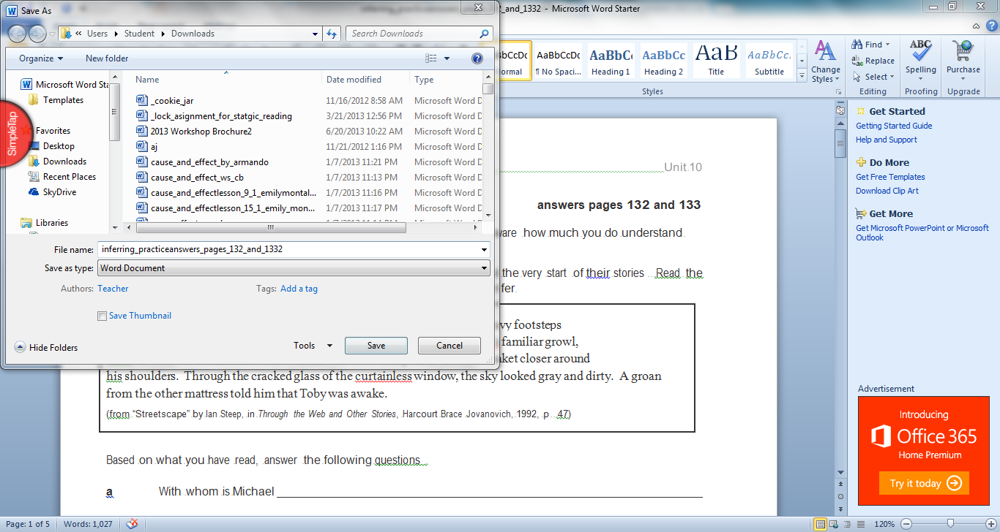 Save As
_and_1332 - Microsoft Word Starter
« Users Student Downloads
Search Downloads
Organize New folder
Microsoft Word Sta
Templates
Favorites
Desktop
Downloads
Recent Places
SkyDrive
Libraries
SimpleTap
Name Date modified Type
_cookie_jar 11/16/2012 8:58 AM Microsoft Word D
_lock_asignment_for_statgic_reading 3/21/2013 12:56 PM Microsoft Word D
2013 Workshop Brochure2 6/20/2013 10:22 AM Microsoft Word D
aj 11/21/2012 1:16 PM Microsoft Word D
cause_and_effect_by_armando 1/7/2013 11:21 PM Microsoft Word D
cause_and_effect_ws_cb 1/7/2013 11:13 PM Microsoft Word D
cause_and_effectlesson_9_1_emilymontal... 1/7/2013 11:16 PM Microsoft Word D
cause_and_effectlesson_15_1_emily_mon... 1/7/2013 11:17 PM Microsoft Word D
File name: inferring_practiceanswers_pages_132_and_1332
Save as type: Word Document
Authors: Teacher Tags: Add a tag
Save Thumbnail
Hide Folders Tools Save Cancel
AaBbCcDc AaBbC AaBbCc AaB AaBbCc.
ormal ¶ No Spaci... Heading 1 Heading 2 Title Subtitle
Change Styles
Styles
Find
Replace
Select
Editing
ABC
Spelling
Proofing
Purchase
Upgrade
Unit 10
answers pages 132 and 133
are how much you do understand.
the very start of their stories. Read the
fer.
vy footsteps
familiar growl,
ket closer around
his shoulders. Through the cracked glass of the curtainless window, the sky looked gray and dirty. A groan
from the other mattress told him that Toby was awake.
(from "Streetscape" by Ian Steep, in Through the Web and Other Stories, Harcourt Brace Jovanovich, 1992, p. 47)
Based on what you have read, answer the following questions.
a With whom is Michael
Get Started
Getting Started Guide
Help and Support
Do More
Get Free Templates
Download Clip Art
Get More
Get Microsoft PowerPoint or Microsoft
Outlook
Advertisement
Introducing
Office 365
Home Premium
Try it today
Page: 1 of 5 Words: 1,027 120%